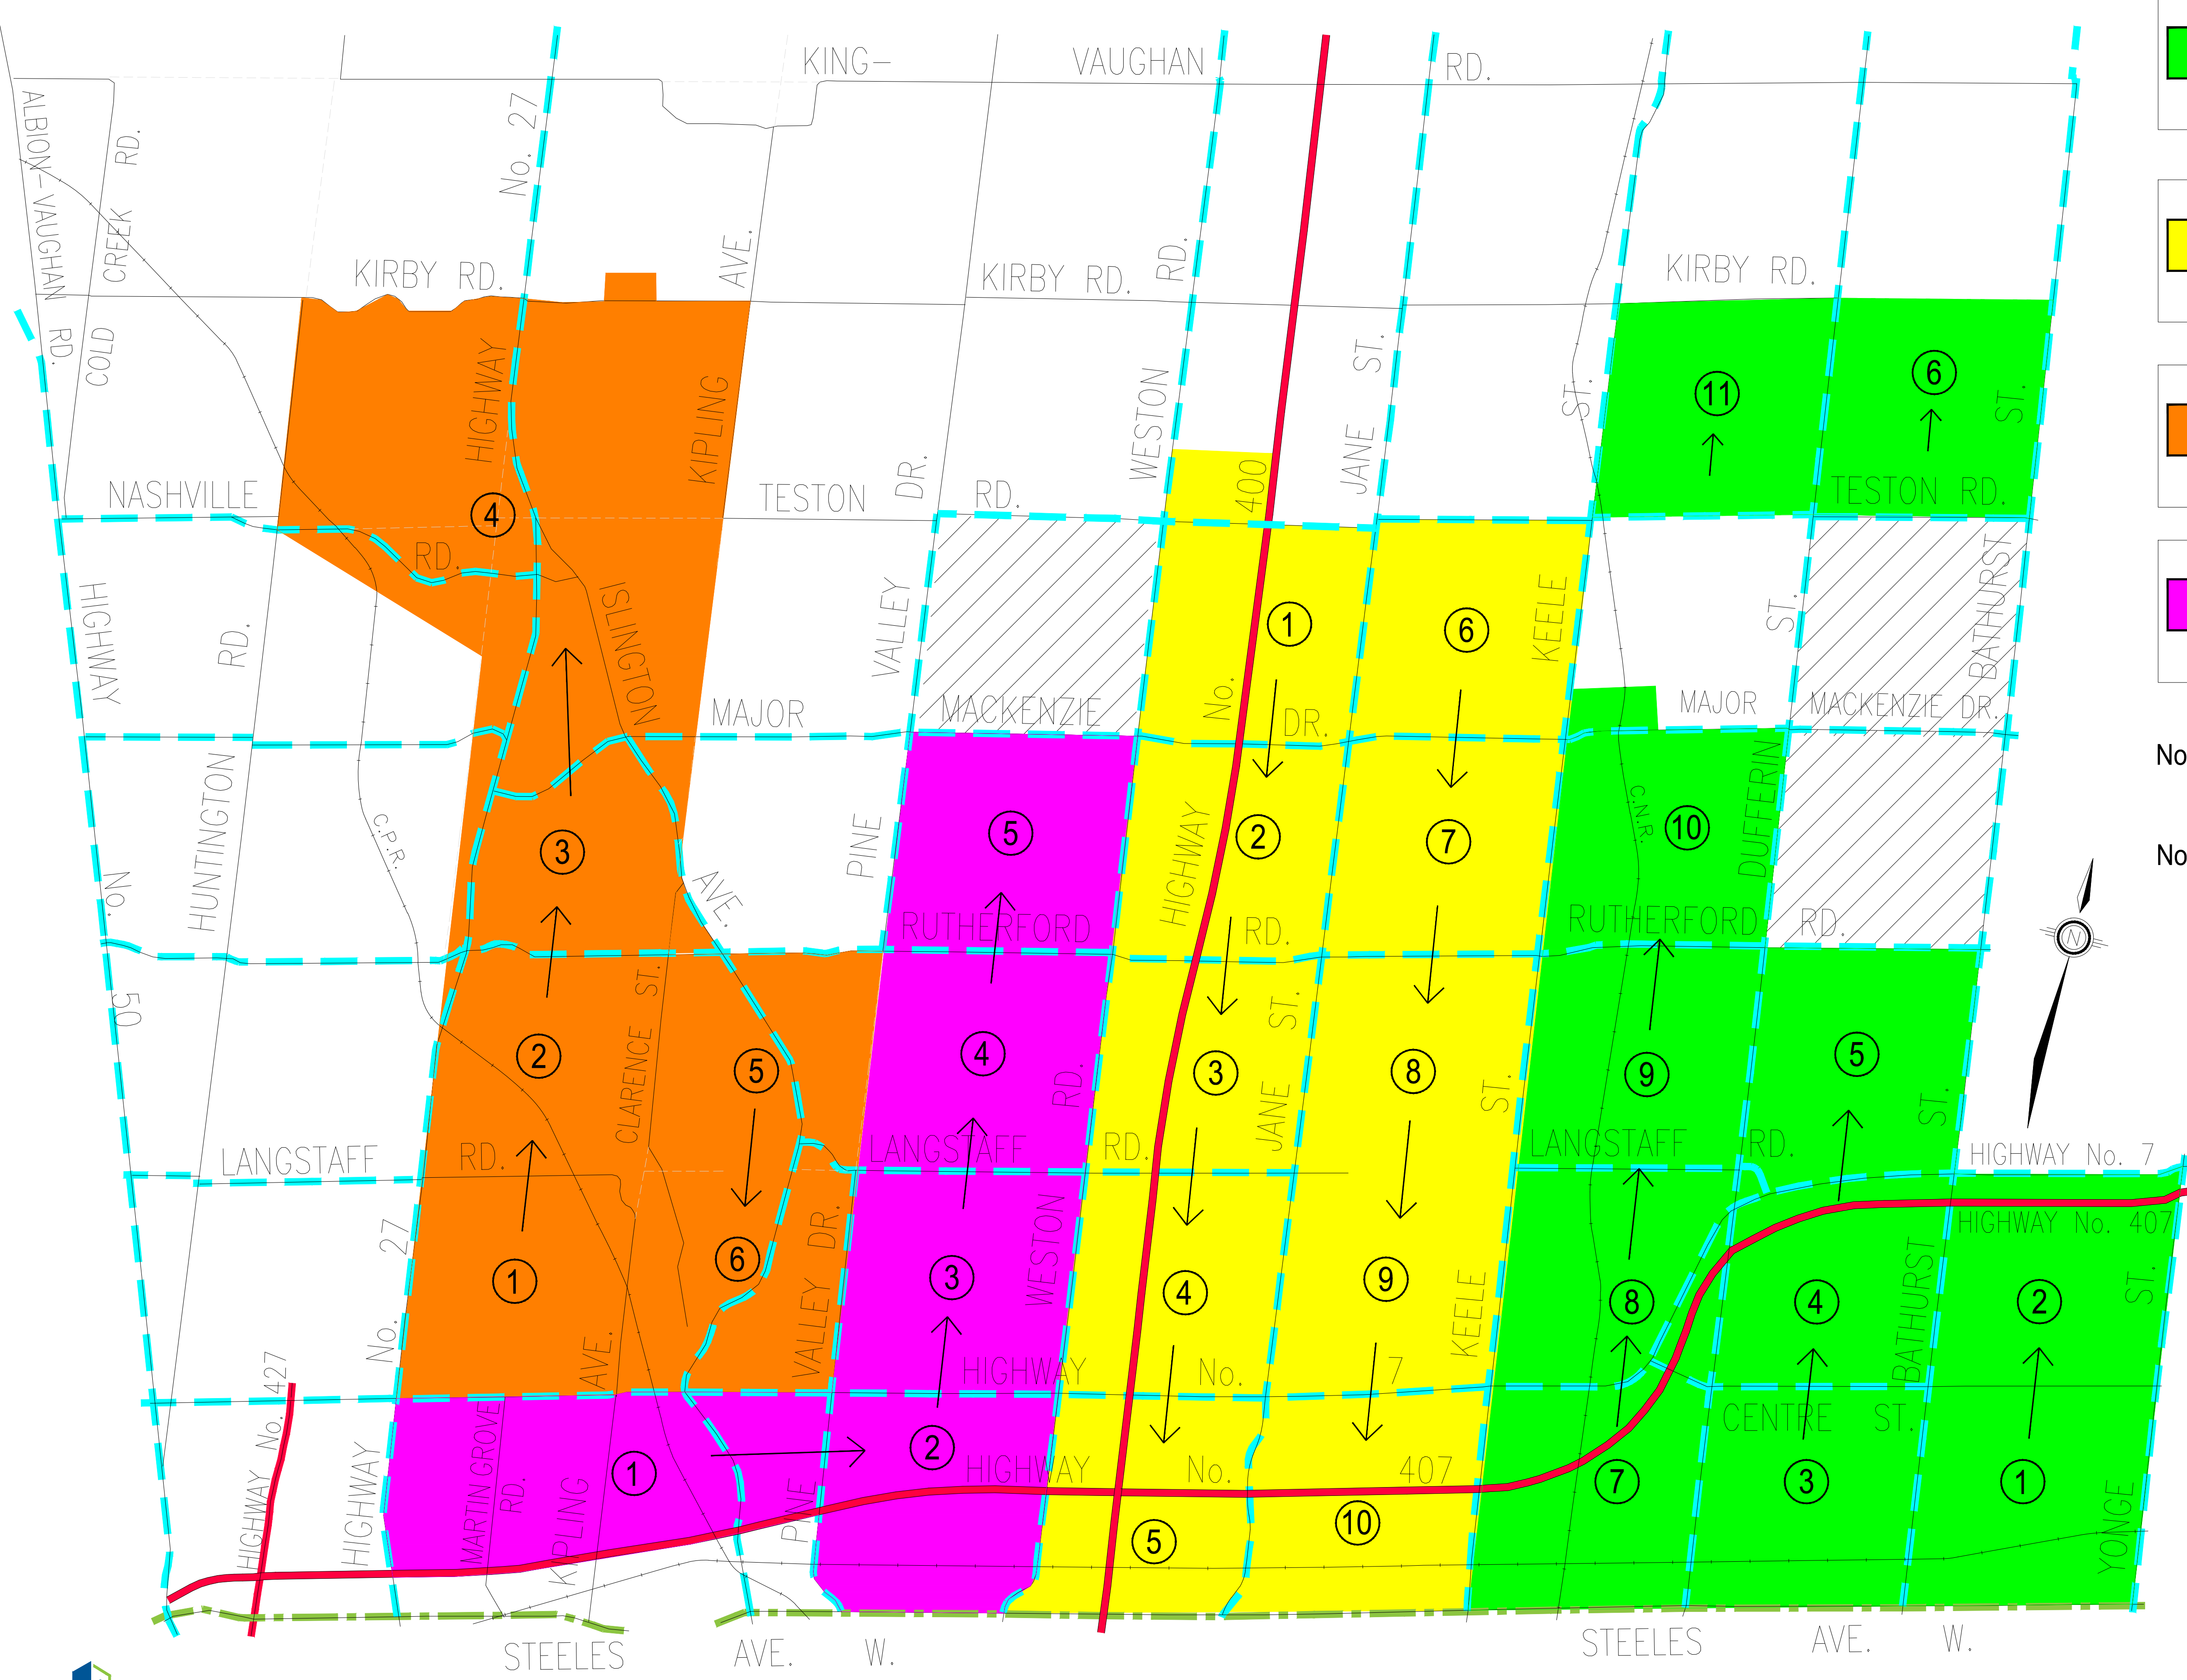 KING-
VAUGHAN
RD.
ALBION-VAUGHAN
RD.
COLD
CREEK
RD.
No. 27
HIGHWAY
KIRBY RD.
KIPLING
AVE.
KIRBY RD.
WESTON
RD.
JANE
ST.
KIRBY RD.
ST.
11
6
ST.
NASHVILLE
RD.
4
TESTON
RD.
400
TESTON RD.
HIGHWAY
No.
50
HUNTINGTON
RD.
C.P.R.
ISLINGTON
AVE.
PINE
VALLEY
DR.
1
6
KEELE
ST.
BATHURST
MAJOR
MACKENZIE
DR.
MAJOR
MACKENZIE DR.
HIGHWAY
No.
No
3
5
2
7
C.N.R.
10
DUFFERIN
No
RUTHERFORD
RD.
RUTHERFORD
RD.
N
2
CLARENCE ST.
5
4
RD.
3
JANE
ST.
8
ST.
9
5
ST.
LANGSTAFF
RD.
LANGSTAFF
RD.
LANGSTAFF
RD.
HIGHWAY No. 7
HIGHWAY No. 407
1
6
3
WESTON
4
9
KEELE
8
4
BATHURST
2
ST.
No. 27
HIGHWAY
HIGHWAY No. 427
AVE.
KIPLING
VALLEY DR.
PINE
HIGHWAY
No.
7
CENTRE
ST.
MARTIN GROVE
RD.
1
2
HIGHWAY
No.
407
5
10
7
3
1
YONGE
STEELES
AVE.
W.
STEELES
AVE.
W.